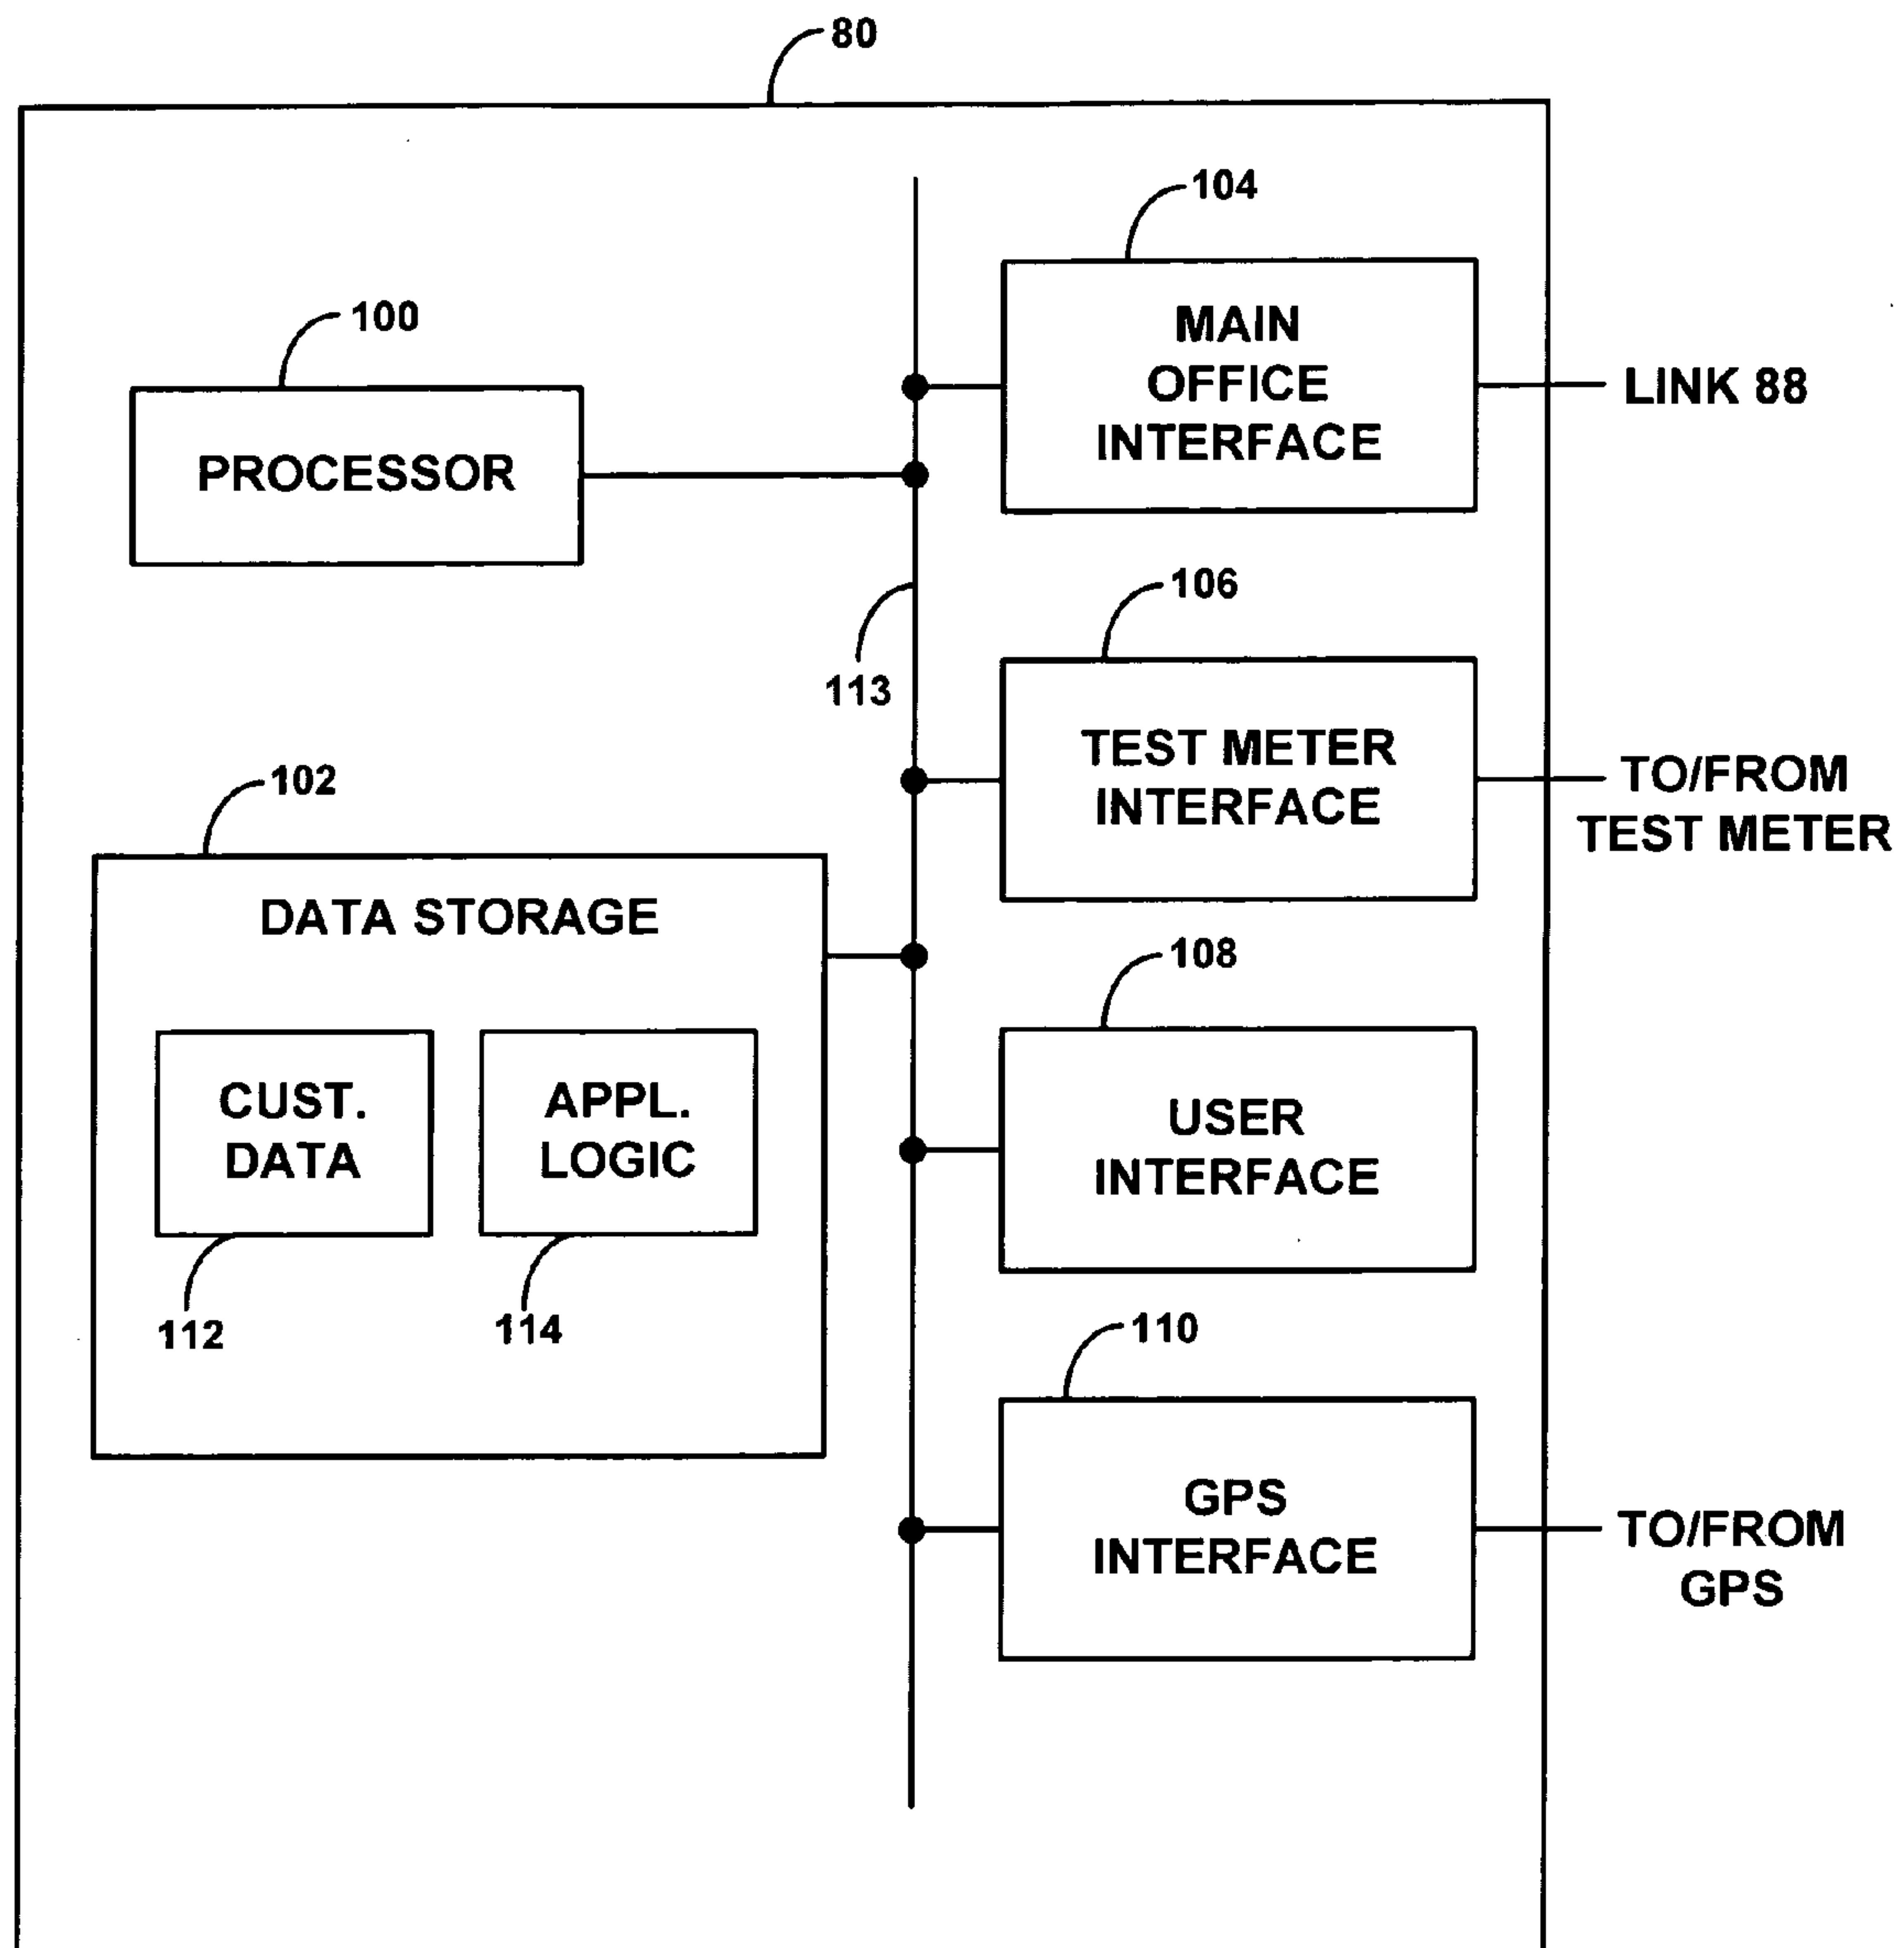 80
104
MAIN
OFFICE
INTERFACE
LINK 88
100
PROCESSOR
113
106
TEST METER
INTERFACE
TO/FROM
TEST METER
102
DATA STORAGE
CUST.
DATA
112
APPL.
LOGIC
114
108
USER
INTERFACE
110
GPS
INTERFACE
TO/FROM
GPS